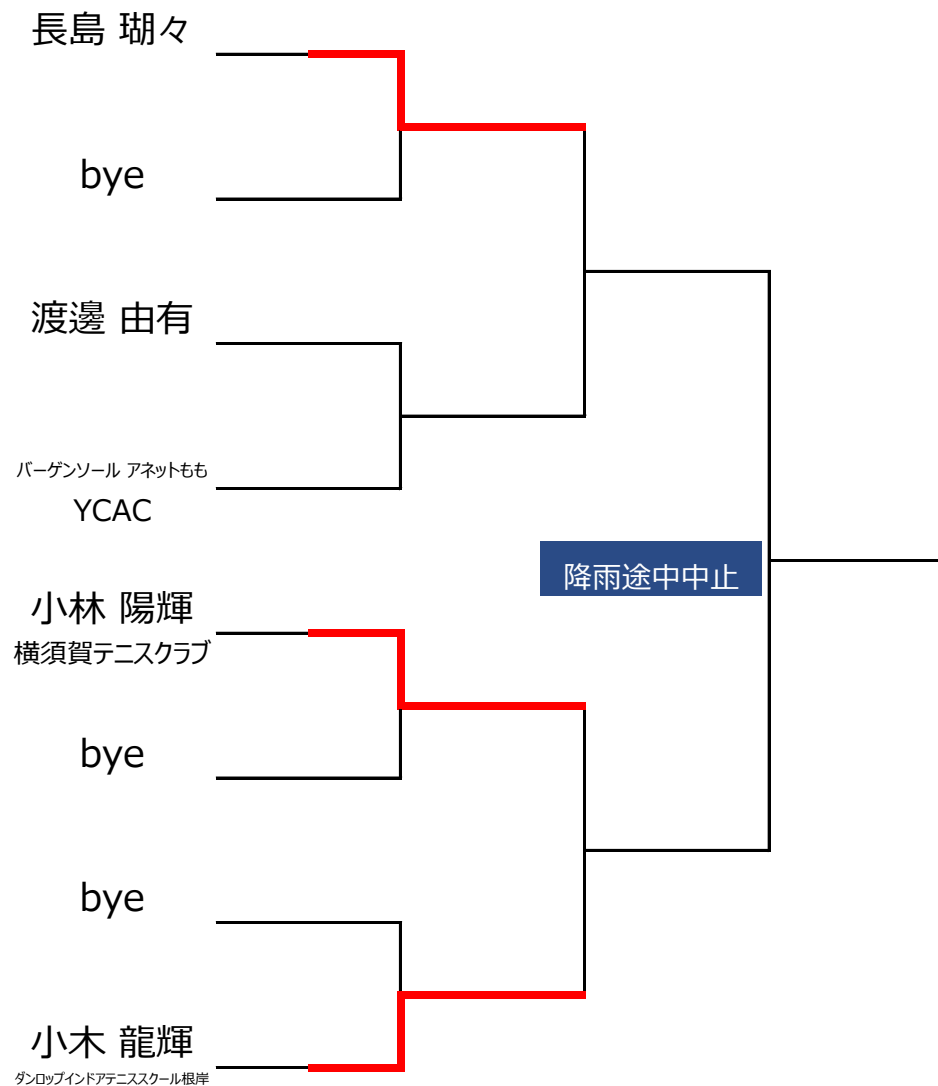 長島 瑚々
bye
渡邊 由有
バーゲンソール アネットもも
YCAC
降雨途中中止
小林 陽輝
横須賀テニスクラブ
bye
bye
小木 龍輝
ダンロップインドアテニススクール根岸